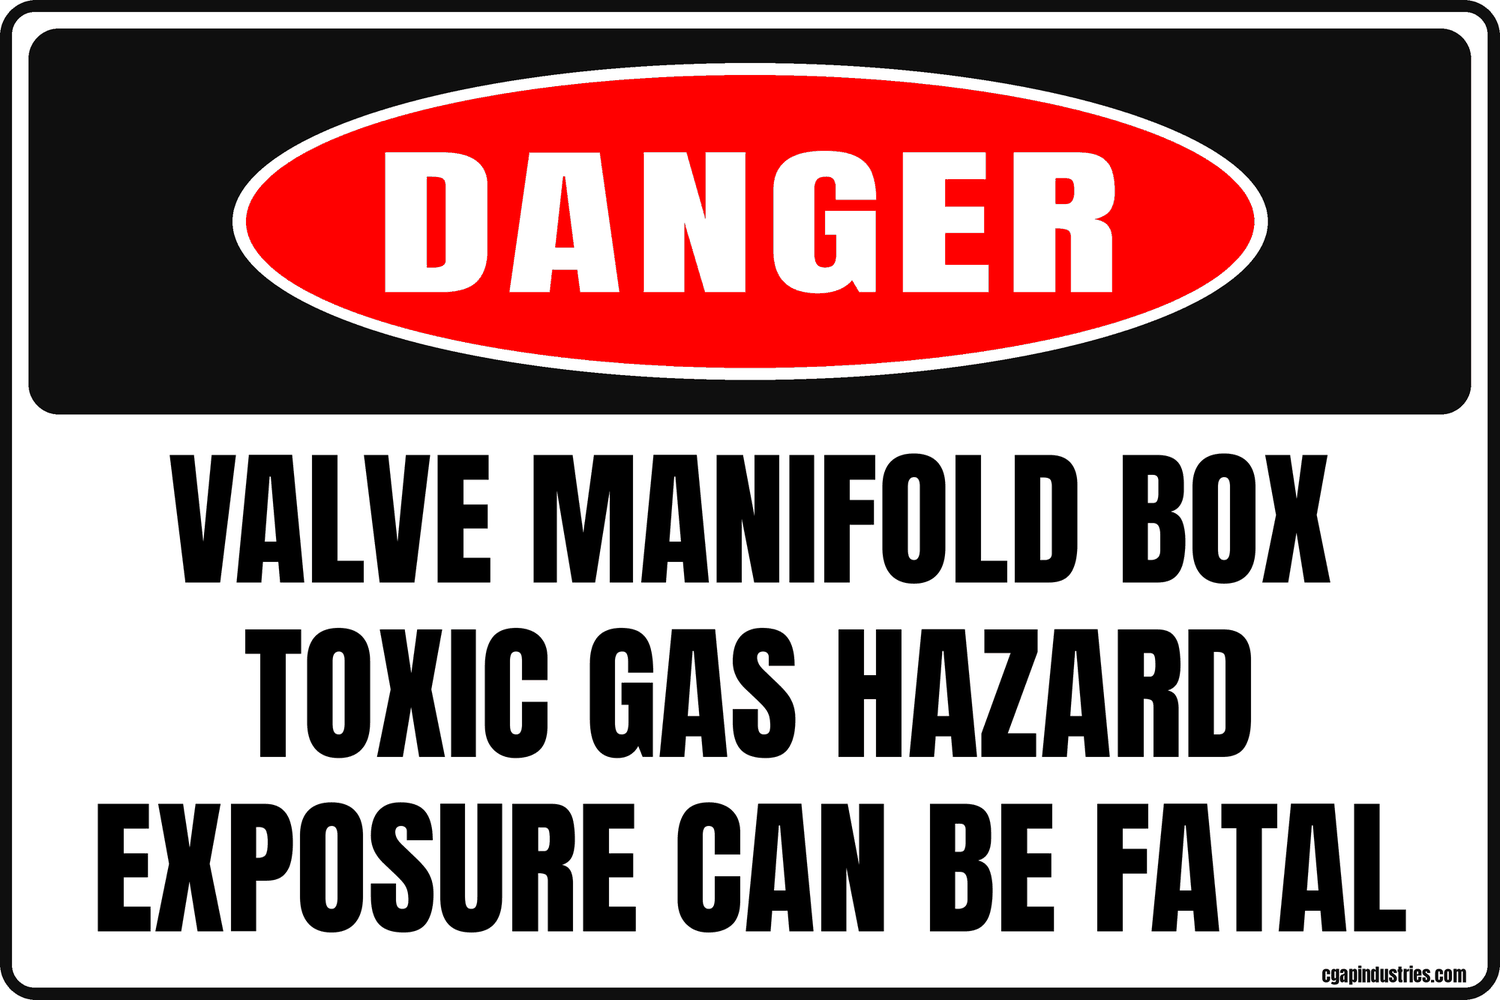 DANGER
VALVE MANIFOLD BOX
TOXIC GAS HAZARD
EXPOSURE CAN BE FATAL
cgapindustries.com